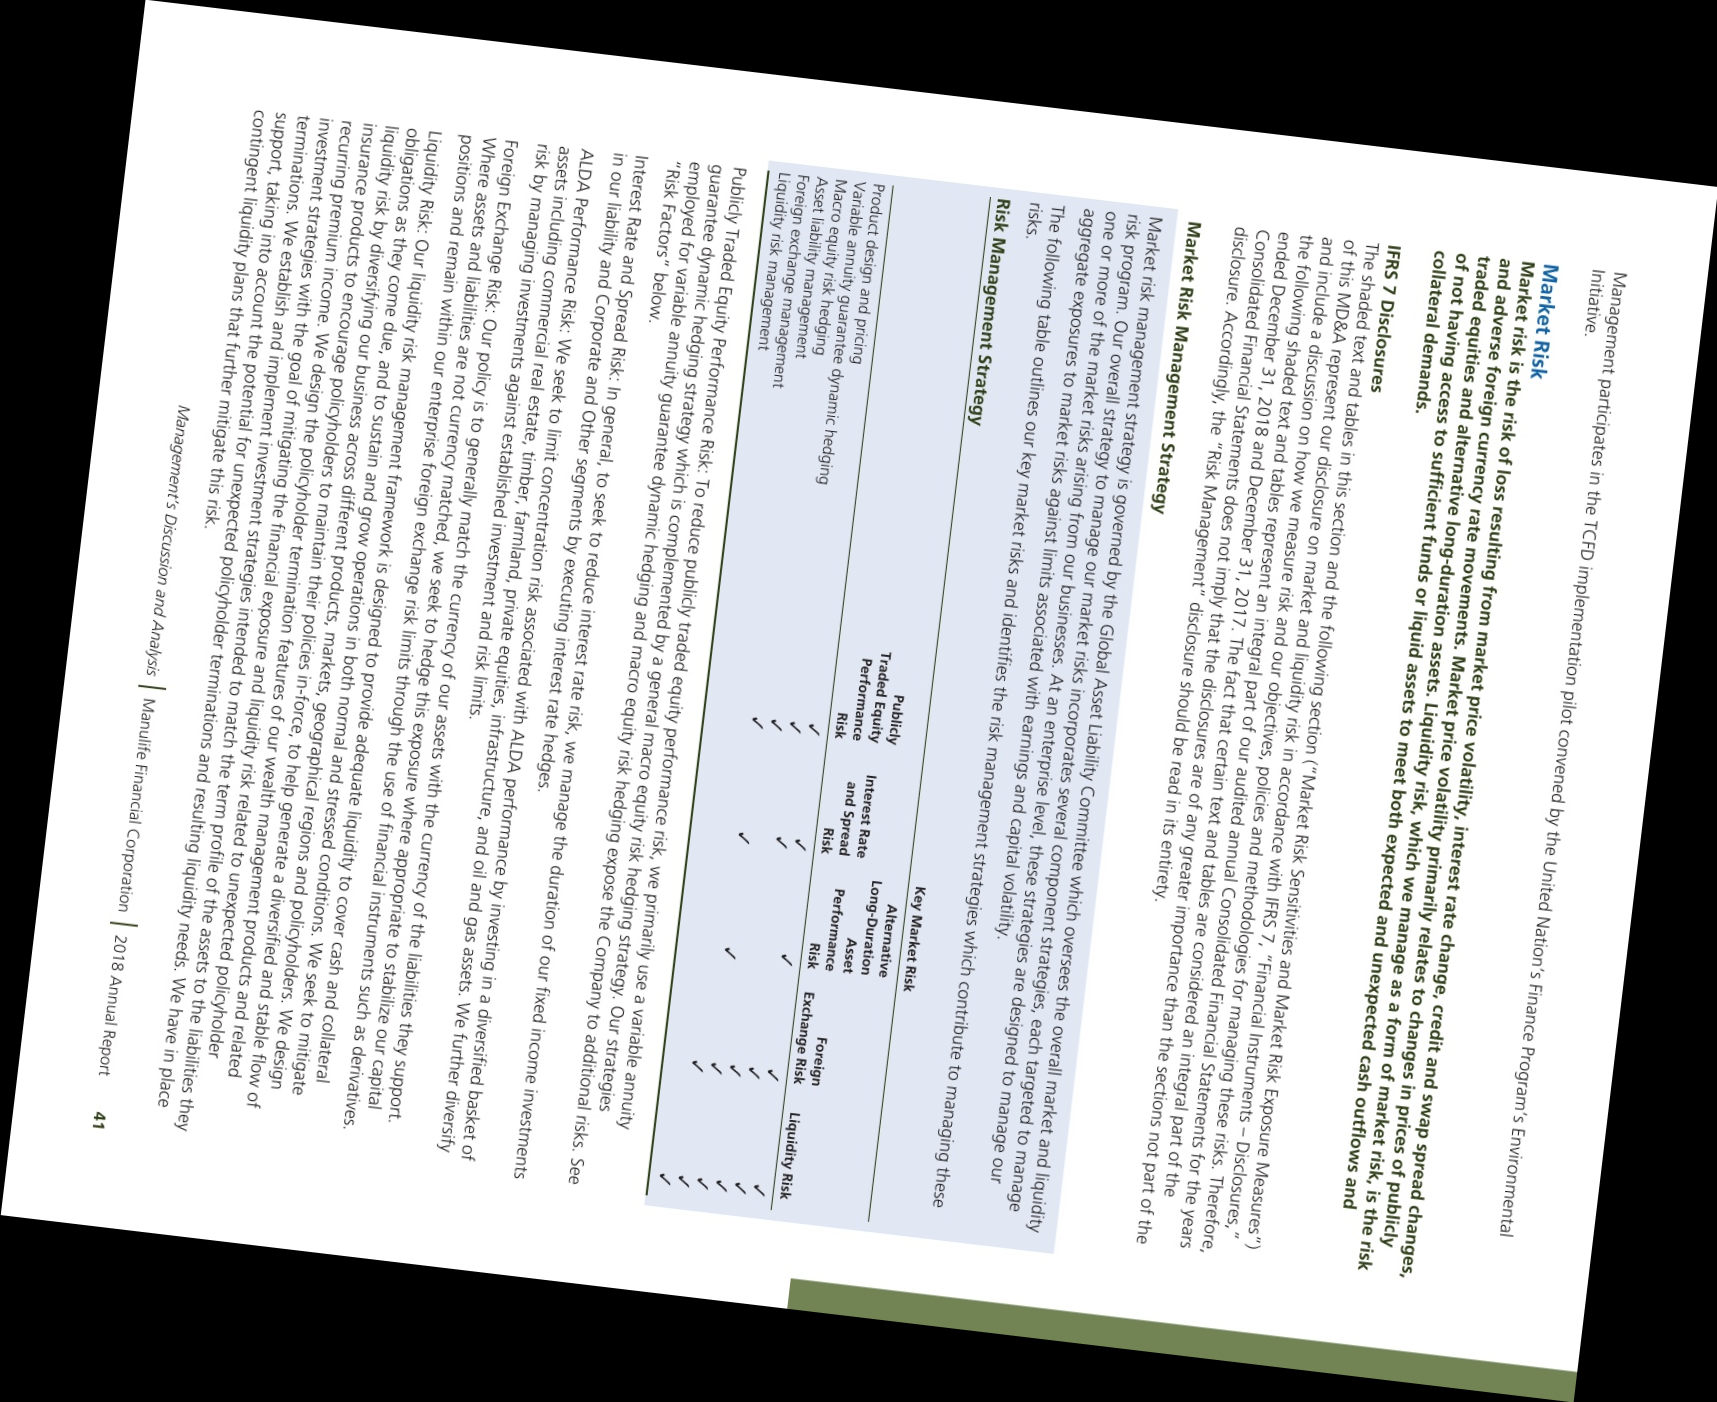 Management participates in the TCFD implementation pilot convened by the United Nation's Finance Program's Environmental
Initiative.
Market Risk
Market risk is the risk of loss resulting from market price volatility, interest rate change, credit and swap spread changes,
and adverse foreign currency rate movements. Market price volatility primarily relates to changes in prices of publicly
traded equities and alternative long-duration assets. Liquidity risk, which we manage as a form of market risk, is the risk
of not having access to sufficient funds or liquid assets to meet both expected and unexpected cash outflows and
collateral demands.
IFRS 7 Disclosures
The shaded text and tables in this section and the following section ("Market Risk Sensitivities and Market Risk Exposure Measures")
of this MD&A represent our disclosure on market and liquidity risk in accordance with IFRS 7, "Financial Instruments – Disclosures,"
and include a discussion on how we measure risk and our objectives, policies and methodologies for managing these risks. Therefore,
the following shaded text and tables represent an integral part of our audited annual Consolidated Financial Statements for the years
ended December 31, 2018 and December 31, 2017. The fact that certain text and tables are considered an integral part of the
Consolidated Financial Statements does not imply that the disclosures are of any greater importance than the sections not part of the
disclosure. Accordingly, the "Risk Management" disclosure should be read in its entirety.
Market Risk Management Strategy
Market risk management strategy is governed by the Global Asset Liability Committee which oversees the overall market and liquidity
risk program. Our overall strategy to manage our market risks incorporates several component strategies, each targeted to manage
one or more of the market risks arising from our businesses. At an enterprise level, these strategies are designed to manage our
aggregate exposures to market risks against limits associated with earnings and capital volatility.
The following table outlines our key market risks and identifies the risk management strategies which contribute to managing these
risks.
Risk Management Strategy
Key Market Risk
Publicly Traded Equity Performance Risk
Interest Rate and Spread Risk
Alternative Long-Duration Asset Performance Risk
Foreign Exchange Risk
Liquidity Risk
Product design and pricing ✓ ✓ ✓ ✓ ✓
Variable annuity guarantee dynamic hedging ✓ ✓ ✓ ✓
Macro equity risk hedging ✓ ✓ ✓
Asset liability management ✓ ✓ ✓ ✓ ✓
Foreign exchange management ✓ ✓
Liquidity risk management ✓
Publicly Traded Equity Performance Risk: To reduce publicly traded equity performance risk, we primarily use a variable annuity
guarantee dynamic hedging strategy which is complemented by a general macro equity risk hedging strategy. Our strategies
employed for variable annuity guarantee dynamic hedging and macro equity risk hedging expose the Company to additional risks. See
"Risk Factors" below.
Interest Rate and Spread Risk: In general, to seek to reduce interest rate risk, we manage the duration of our fixed income investments
in our liability and Corporate and Other segments by executing interest rate hedges.
ALDA Performance Risk: We seek to limit concentration risk associated with ALDA performance by investing in a diversified basket of
assets including commercial real estate, timber, farmland, private equities, infrastructure, and oil and gas assets. We further diversify
risk by managing investments against established investment and risk limits.
Foreign Exchange Risk: Our policy is to generally match the currency of our assets with the currency of the liabilities they support.
Where assets and liabilities are not currency matched, we seek to hedge this exposure where appropriate to stabilize our capital
positions and remain within our enterprise foreign exchange risk limits through the use of financial instruments such as derivatives.
Liquidity Risk: Our liquidity risk management framework is designed to provide adequate liquidity to cover cash and collateral
obligations as they come due, and to sustain and grow operations in both normal and stressed conditions. We seek to mitigate
liquidity risk by diversifying our business across different products, markets, geographical regions and policyholders. We design
insurance products to encourage policyholders to maintain their policies in-force, to help generate a diversified and stable flow of
recurring premium income. We design the policyholder termination features of our wealth management products and related
investment strategies with the goal of mitigating the financial exposure and liquidity risk related to unexpected policyholder
terminations. We establish and implement investment strategies intended to match the term profile of the assets to the liabilities they
support, taking into account the potential for unexpected policyholder terminations and resulting liquidity needs. We have in place
contingent liquidity plans that further mitigate this risk.
Management's Discussion and Analysis | Manulife Financial Corporation | 2018 Annual Report 41